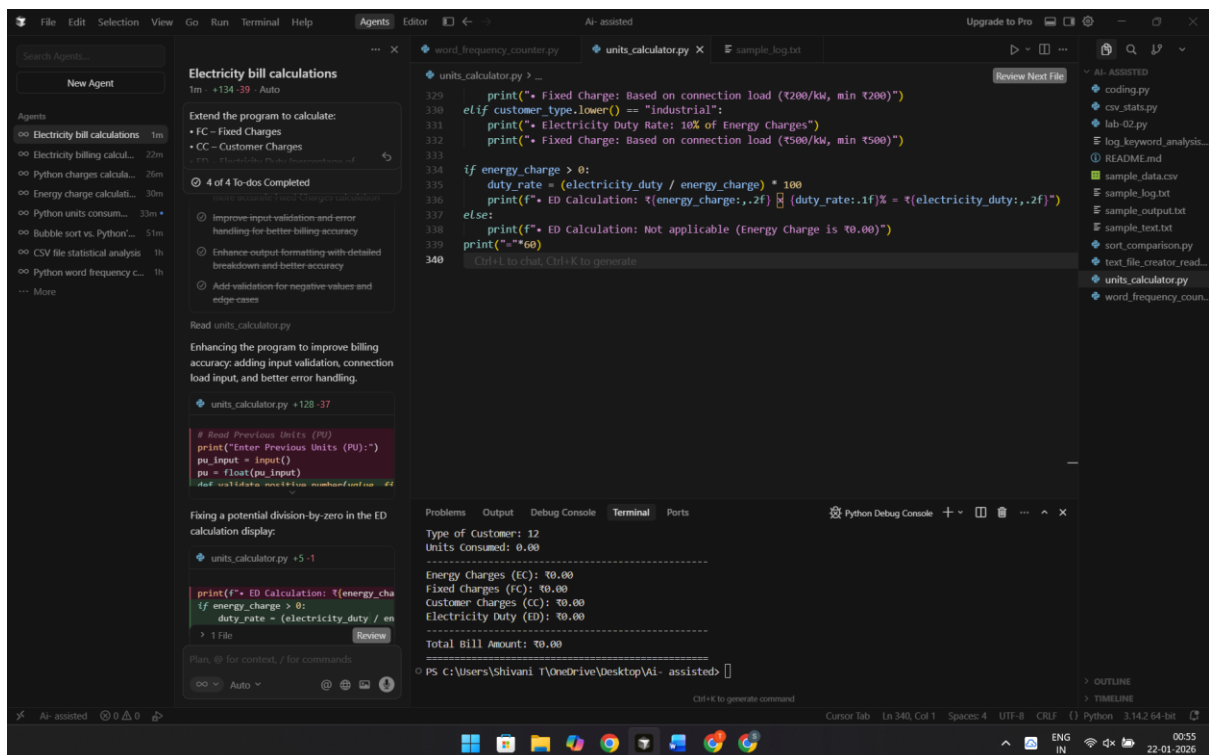 File Edit Selection View Go Run Terminal Help
Agents Editor
Ai- assisted
Upgrade to Pro
Search Agents...
New Agent
Agents
Electricity bill calculations 1m
Electricity billing calcul... 22m
Python charges calcula... 26m
Energy charge calculati... 30m
Python units consum... 33m
Bubble sort vs. Python'... 51m
CSV file statistical analysis 1h
Python word frequency c... 1h
... More
Electricity bill calculations
1m · +134 -39 · Auto
Extend the program to calculate:
• FC – Fixed Charges
• CC – Customer Charges
4 of 4 To-dos Completed
more accurate Fixed Charges calculation
Improve input validation and error
handling for better billing accuracy
Enhance output formatting with detailed
breakdown and better accuracy
Add validation for negative values and
edge cases
Read units_calculator.py
Enhancing the program to improve billing
accuracy: adding input validation, connection
load input, and better error handling.
units_calculator.py +128 -37
# Read Previous Units (PU)
print("Enter Previous Units (PU):")
pu_input = input()
pu = float(pu_input)
def validate_positive_number(value, fi
Fixing a potential division-by-zero in the ED
calculation display:
units_calculator.py +5 -1
print(f"• ED Calculation: ₹{energy_cha
if energy_charge > 0:
duty_rate = (electricity_duty / en
> 1 File Review
Plan, @ for context, / for commands
Auto
word_frequency_counter.py units_calculator.py sample_log.txt
units_calculator.py > ...
Review Next File
329 print("• Fixed Charge: Based on connection load (₹200/kW, min ₹200)")
330 elif customer_type.lower() == "industrial":
331 print("• Electricity Duty Rate: 10% of Energy Charges")
332 print("• Fixed Charge: Based on connection load (₹500/kW, min ₹500)")
333
334 if energy_charge > 0:
335 duty_rate = (electricity_duty / energy_charge) * 100
336 print(f"• ED Calculation: ₹{energy_charge:,.2f} × {duty_rate:.1f}% = ₹{electricity_duty:,.2f}")
337 else:
338 print(f"• ED Calculation: Not applicable (Energy Charge is ₹0.00)")
339 print("="*60)
340 Ctrl+L to chat, Ctrl+K to generate
Problems Output Debug Console Terminal Ports
Python Debug Console
Type of Customer: 12
Units Consumed: 0.00
--------------------------------------------------
Energy Charges (EC): ₹0.00
Fixed Charges (FC): ₹0.00
Customer Charges (CC): ₹0.00
Electricity Duty (ED): ₹0.00
--------------------------------------------------
Total Bill Amount: ₹0.00
==================================================
PS C:\Users\Shivani T\OneDrive\Desktop\Ai- assisted>
Ctrl+K to generate command
AI- ASSISTED
coding.py
csv_stats.py
lab-02.py
log_keyword_analysis...
README.md
sample_data.csv
sample_log.txt
sample_output.txt
sample_text.txt
sort_comparison.py
text_file_creator_read...
units_calculator.py
word_frequency_coun...
> OUTLINE
> TIMELINE
Ai- assisted 0 0
Cursor Tab Ln 340, Col 1 Spaces: 4 UTF-8 CRLF {} Python 3.14.2 64-bit
ENG
IN
00:55
22-01-2026